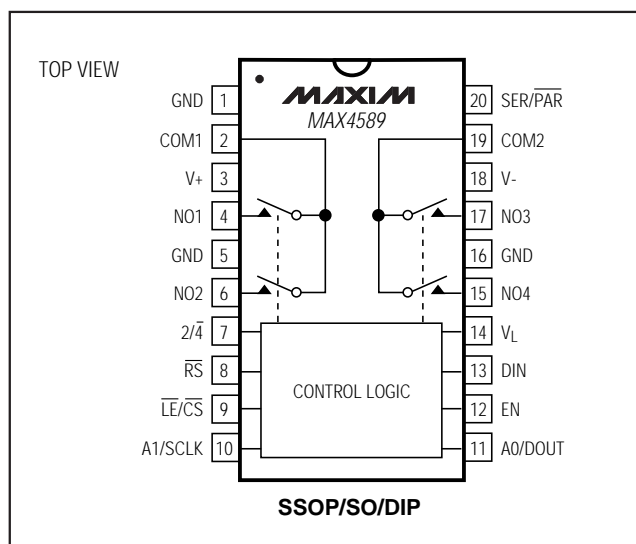 TOP VIEW
MAXIM
MAX4589
GND 1
COM1 2
V+ 3
NO1 4
GND 5
NO2 6
2/4̅ 7
R̅S̅ 8
L̅E̅/C̅S̅ 9
A1/SCLK 10
20 SER/P̅A̅R̅
19 COM2
18 V-
17 NO3
16 GND
15 NO4
14 VL
13 DIN
12 EN
11 A0/DOUT
CONTROL LOGIC
SSOP/SO/DIP